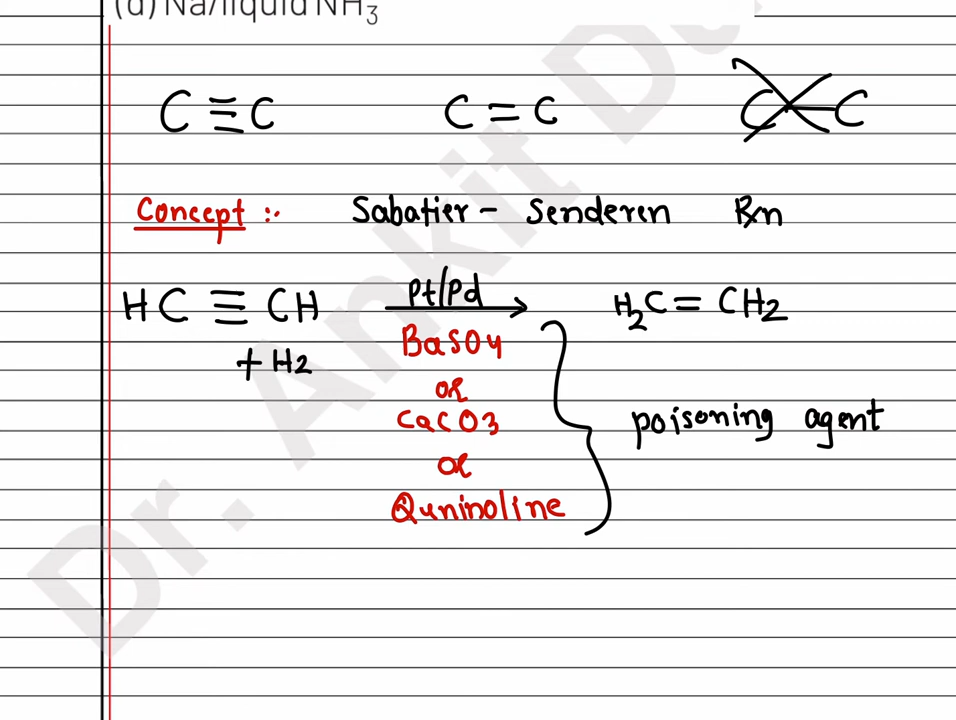 (d) Na/liquid NH3
C ≡ C C = C C - C
Concept :- Sabatier - Senderen Rxn
HC ≡ CH Pt/Pd H2C = CH2
+ H2 BaSO4
or
CaCO3 poisoning agent
or
Quninoline
Dr. Ankit